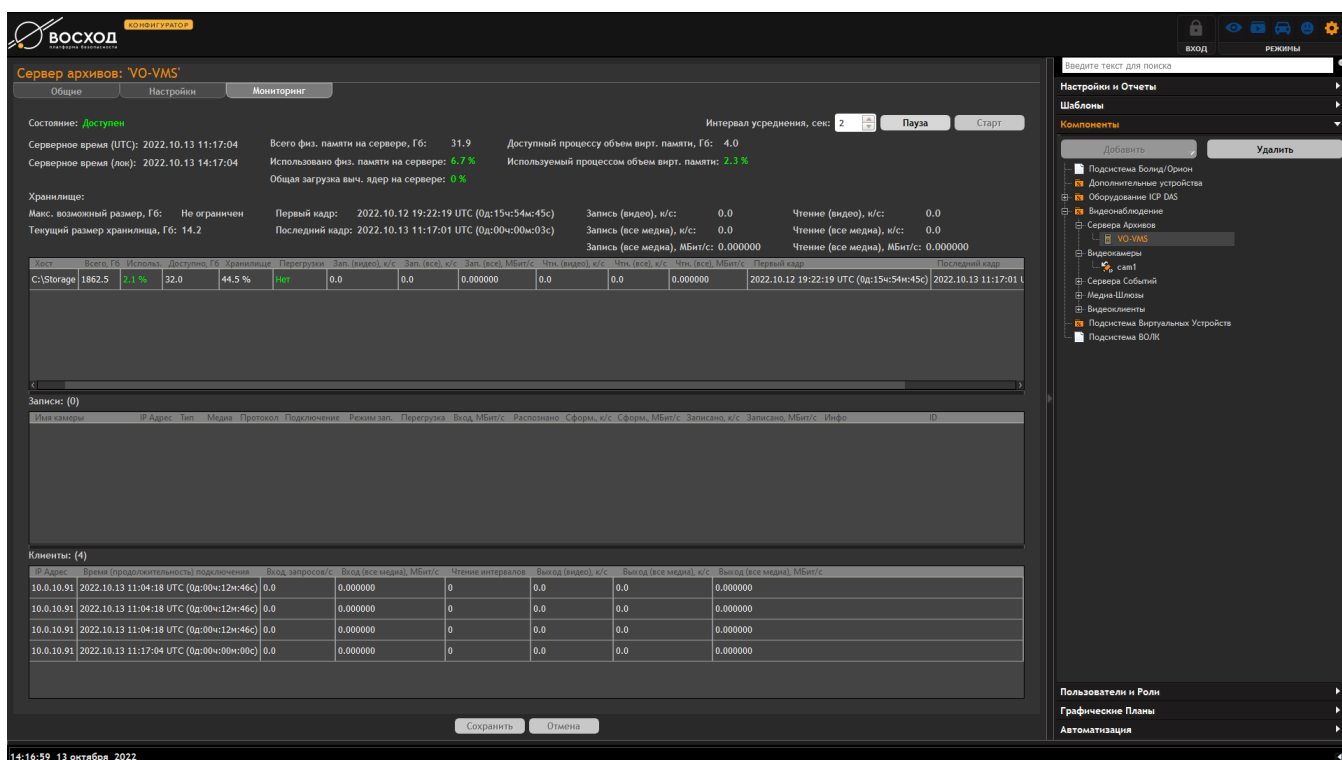 ВОСХОД
платформа безопасности
КОНФИГУРАТОР
ВХОД
РЕЖИМЫ
Сервер архивов: 'VO-VMS'
Общие Настройки Мониторинг
Состояние: Доступен
Интервал усреднения, сек: 2 Пауза Старт
Серверное время (UTC): 2022.10.13 11:17:04
Всего физ. памяти на сервере, Гб: 31.9
Доступный процессу объем вирт. памяти, Гб: 4.0
Серверное время (лок): 2022.10.13 14:17:04
Использовано физ. памяти на сервере: 6.7 %
Используемый процессом объем вирт. памяти: 2.3 %
Общая загрузка выч. ядер на сервере: 0 %
Хранилище:
Макс. возможный размер, Гб: Не ограничен
Первый кадр: 2022.10.12 19:22:19 UTC (0д:15ч:54м:45с)
Запись (видео), к/с: 0.0
Чтение (видео), к/с: 0.0
Текущий размер хранилища, Гб: 14.2
Последний кадр: 2022.10.13 11:17:01 UTC (0д:00ч:00м:03с)
Запись (все медиа), к/с: 0.0
Чтение (все медиа), к/с: 0.0
Запись (все медиа), МБит/с: 0.000000
Чтение (все медиа), МБит/с: 0.000000
Хост Всего, Гб Использ. Доступно, Гб Хранилище Перегрузки Зап. (видео), к/с Зап. (все), к/с Зап. (все), МБит/с Чтн. (видео), к/с Чтн. (все), к/с Чтн. (все), МБит/с Первый кадр Последний кадр
C:\Storage 1862.5 2.1 % 32.0 44.5 % Нет 0.0 0.0 0.000000 0.0 0.0 0.000000 2022.10.12 19:22:19 UTC (0д:15ч:54м:45с) 2022.10.13 11:17:01 U
Записи: (0)
Имя камеры IP Адрес Тип Медиа Протокол Подключение Режим зап. Перегрузка Вход, МБит/с Распознано Сформ., к/с Сформ., МБит/с Записано, к/с Записано, МБит/с Инфо ID
Клиенты: (4)
IP Адрес Время (продолжительность) подключения Вход, запросов/с Вход (все медиа), МБит/с Чтение интервалов Выход (видео), к/с Выход (все медиа), к/с Выход (все медиа), МБит/с
10.0.10.91 2022.10.13 11:04:18 UTC (0д:00ч:12м:46с) 0.0 0.000000 0 0.0 0.0 0.000000
10.0.10.91 2022.10.13 11:04:18 UTC (0д:00ч:12м:46с) 0.0 0.000000 0 0.0 0.0 0.000000
10.0.10.91 2022.10.13 11:04:18 UTC (0д:00ч:12м:46с) 0.0 0.000000 0 0.0 0.0 0.000000
10.0.10.91 2022.10.13 11:17:04 UTC (0д:00ч:00м:00с) 0.0 0.000000 0 0.0 0.0 0.000000
Сохранить Отмена
Введите текст для поиска
Настройки и Отчеты
Шаблоны
Компоненты
Добавить Удалить
Подсистема Болид/Орион
Дополнительные устройства
Оборудование ICP DAS
Видеонаблюдение
Сервера Архивов
VO-VMS
Видеокамеры
cam1
Сервера Событий
Медиа-Шлюзы
Видеоклиенты
Подсистема Виртуальных Устройств
Подсистема ВОЛК
Пользователи и Роли
Графические Планы
Автоматизация
14:16:59 13 октября 2022